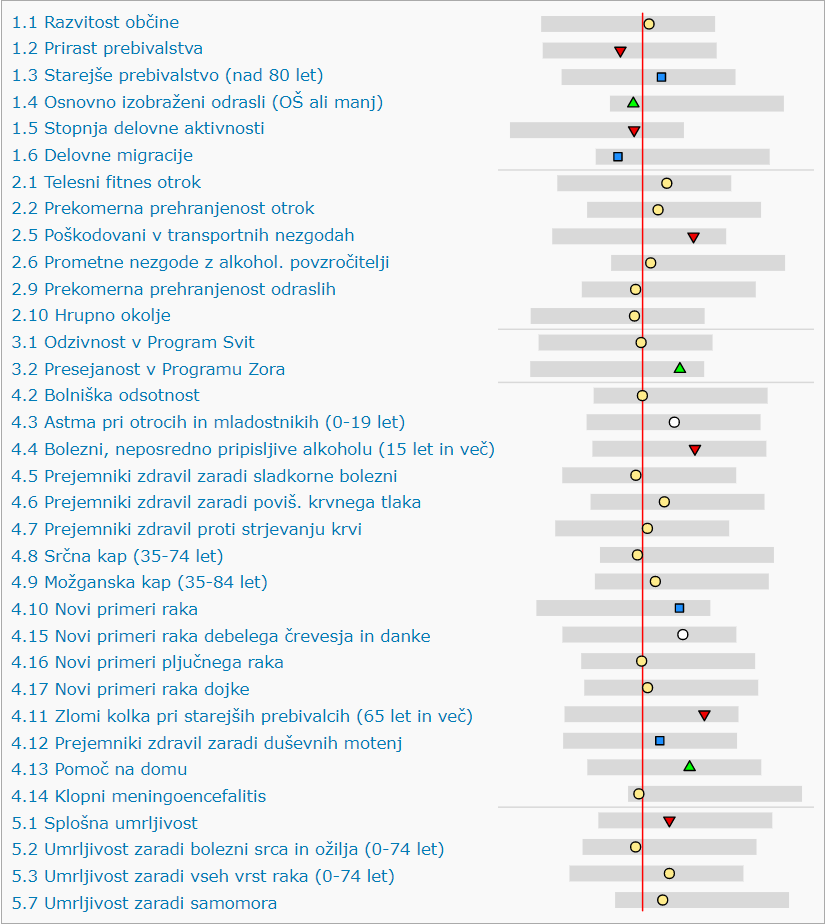 1.1 Razvitost občine
1.2 Prirast prebivalstva
1.3 Starejše prebivalstvo (nad 80 let)
1.4 Osnovno izobraženi odrasli (OŠ ali manj)
1.5 Stopnja delovne aktivnosti
1.6 Delovne migracije
2.1 Telesni fitnes otrok
2.2 Prekomerna prehranjenost otrok
2.5 Poškodovani v transportnih nezgodah
2.6 Prometne nezgode z alkohol. povzročitelji
2.9 Prekomerna prehranjenost odraslih
2.10 Hrupno okolje
3.1 Odzivnost v Program Svit
3.2 Presejanost v Programu Zora
4.2 Bolniška odsotnost
4.3 Astma pri otrocih in mladostnikih (0-19 let)
4.4 Bolezni, neposredno pripisljive alkoholu (15 let in več)
4.5 Prejemniki zdravil zaradi sladkorne bolezni
4.6 Prejemniki zdravil zaradi poviš. krvnega tlaka
4.7 Prejemniki zdravil proti strjevanju krvi
4.8 Srčna kap (35-74 let)
4.9 Možganska kap (35-84 let)
4.10 Novi primeri raka
4.15 Novi primeri raka debelega črevesja in danke
4.16 Novi primeri pljučnega raka
4.17 Novi primeri raka dojke
4.11 Zlomi kolka pri starejših prebivalcih (65 let in več)
4.12 Prejemniki zdravil zaradi duševnih motenj
4.13 Pomoč na domu
4.14 Klopni meningoencefalitis
5.1 Splošna umrljivost
5.2 Umrljivost zaradi bolezni srca in ožilja (0-74 let)
5.3 Umrljivost zaradi vseh vrst raka (0-74 let)
5.7 Umrljivost zaradi samomora